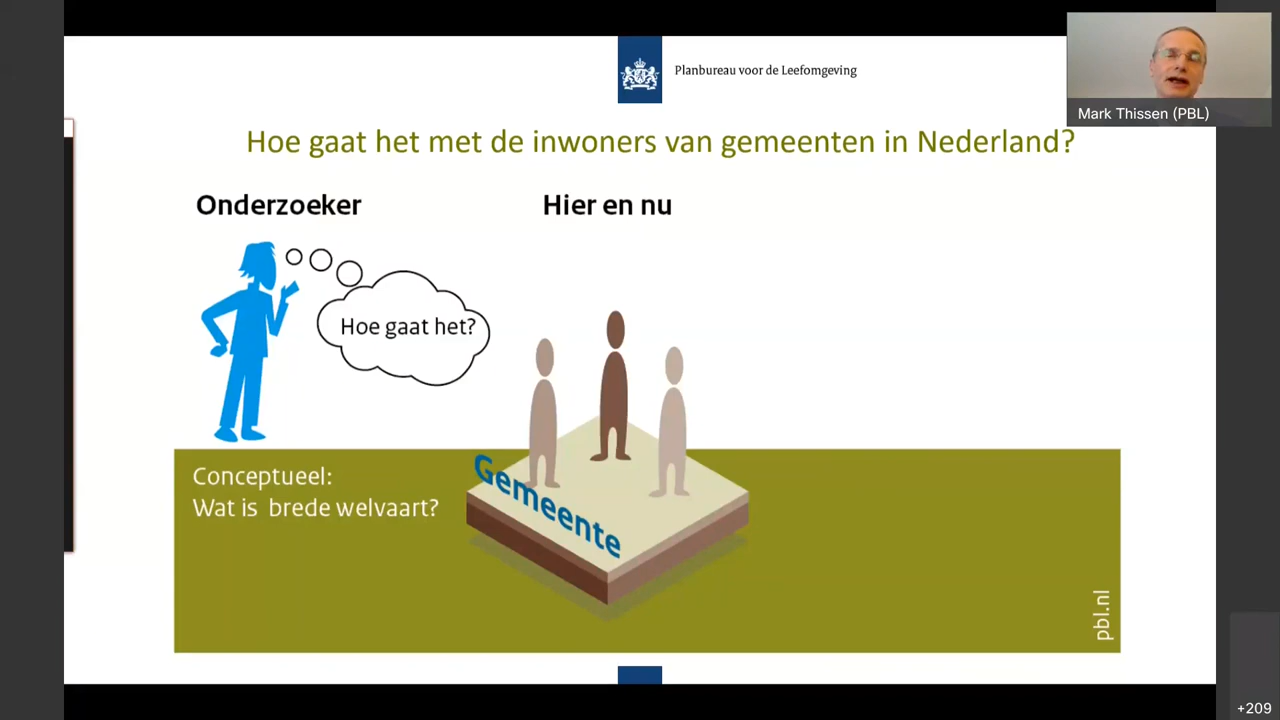 Planbureau voor de Leefomgeving
Mark Thissen (PBL)
Hoe gaat het met de inwoners van gemeenten in Nederland?
Onderzoeker
Hier en nu
Hoe gaat het?
Conceptueel:
Wat is brede welvaart?
Gemeente
pbl.nl
+209